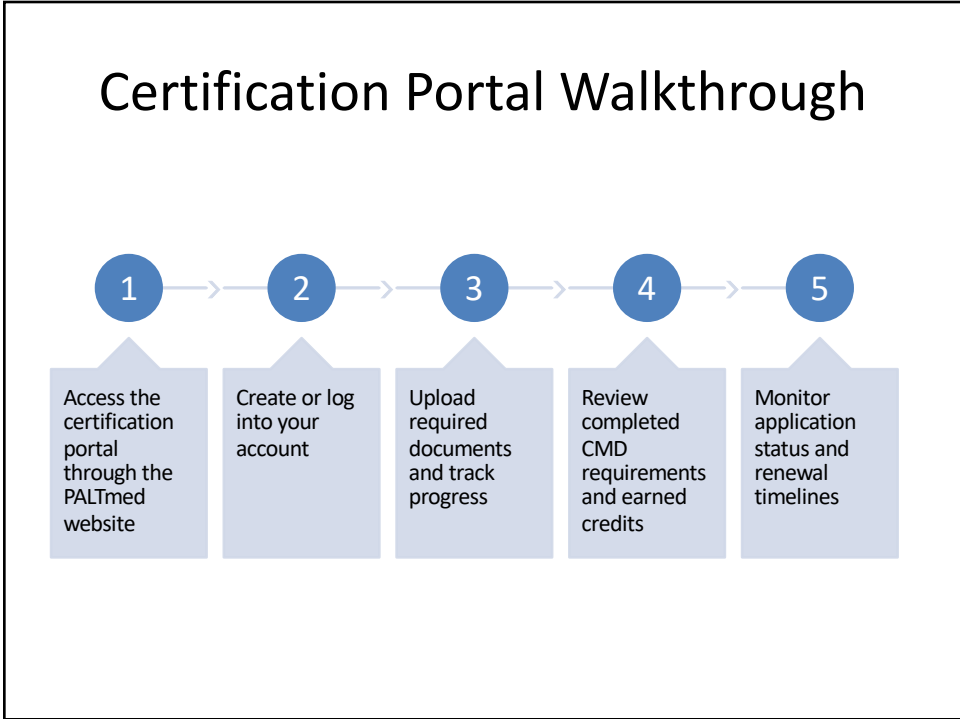 Certification Portal Walkthrough
1
2
3
4
5
Access the
certification
portal
through the
PALTmed
website
Create or log
into your
account
Upload
required
documents
and track
progress
Review
completed
CMD
requirements
and earned
credits
Monitor
application
status and
renewal
timelines